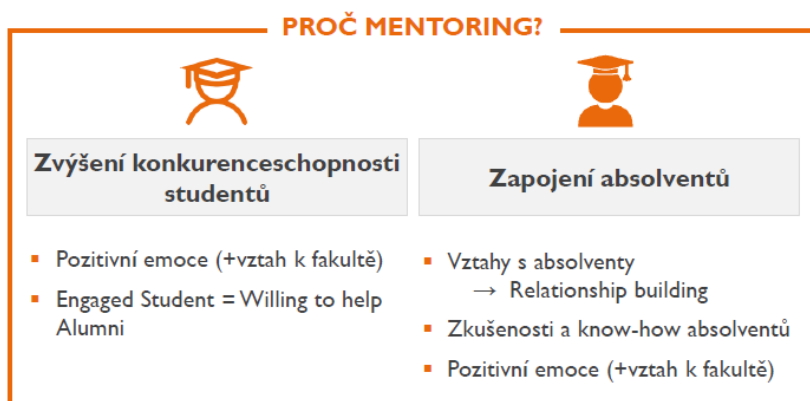 PROČ MENTORING?
Zvýšení konkurenceschopnosti
studentů
▪ Pozitivní emoce (+vztah k fakultě)
▪ Engaged Student = Willing to help
Alumni
Zapojení absolventů
▪ Vztahy s absolventy
→ Relationship building
▪ Zkušenosti a know-how absolventů
▪ Pozitivní emoce (+vztah k fakultě)